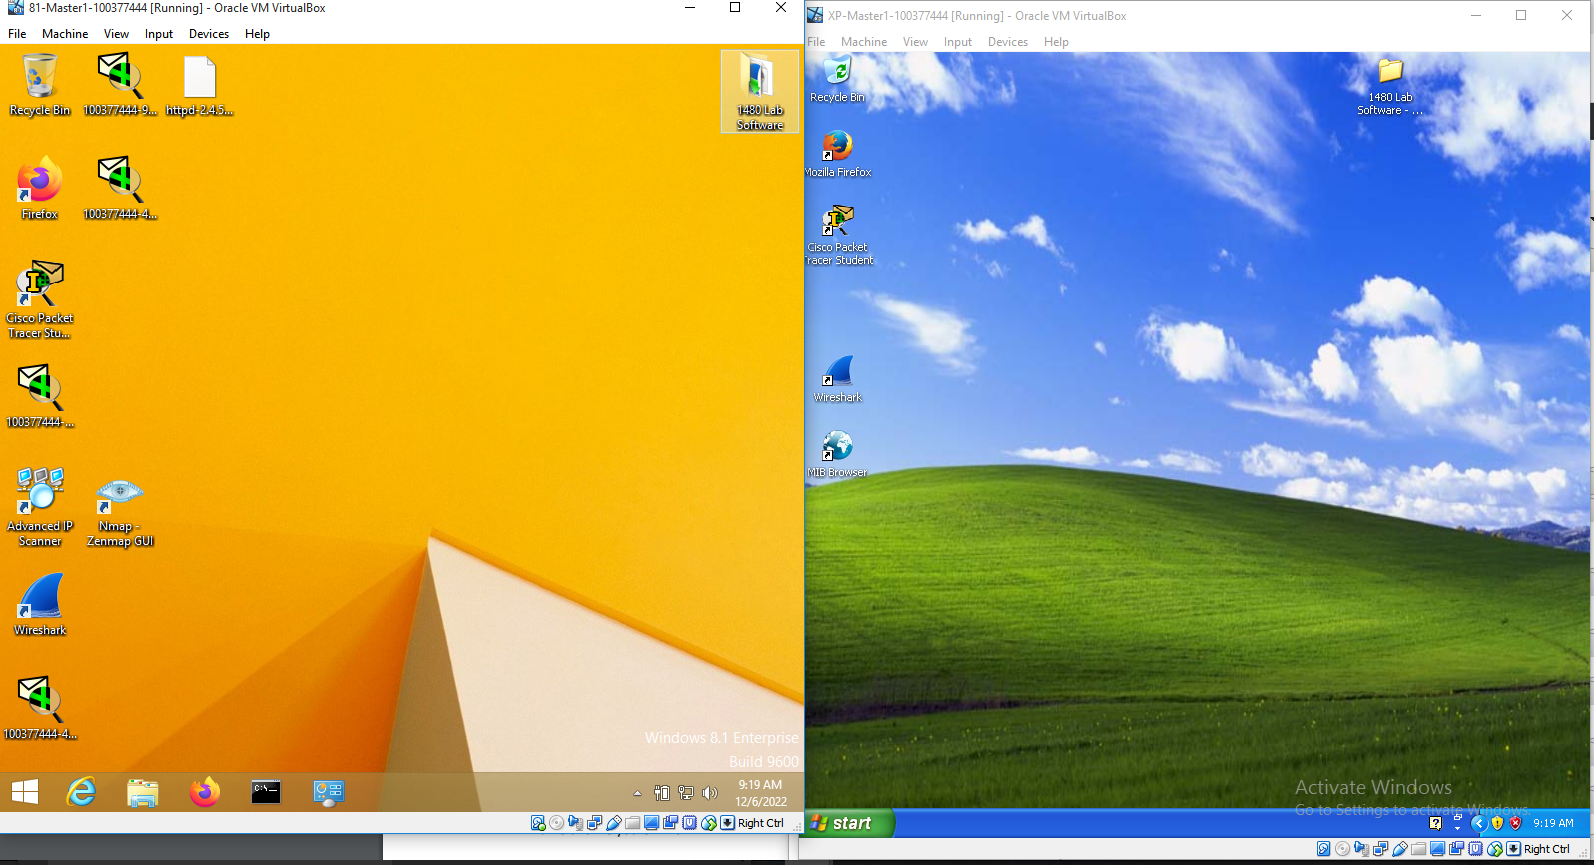 81-Master1-100377444 [Running] - Oracle VM VirtualBox
File Machine View Input Devices Help
Recycle Bin
100377444-9...
httpd-2.4.5...
1480 Lab
Software
Firefox
100377444-4...
Cisco Packet
Tracer Stu...
100377444-...
Advanced IP
Scanner
Nmap -
Zenmap GUI
Wireshark
100377444-4...
Windows 8.1 Enterprise
Build 9600
9:19 AM
12/6/2022
Right Ctrl
XP-Master1-100377444 [Running] - Oracle VM VirtualBox
File Machine View Input Devices Help
Recycle Bin
1480 Lab
Software - ...
Mozilla Firefox
Cisco Packet
Tracer Student
Wireshark
MIB Browser
Activate Windows
Go to Settings to activate Windows.
start
9:19 AM
Right Ctrl